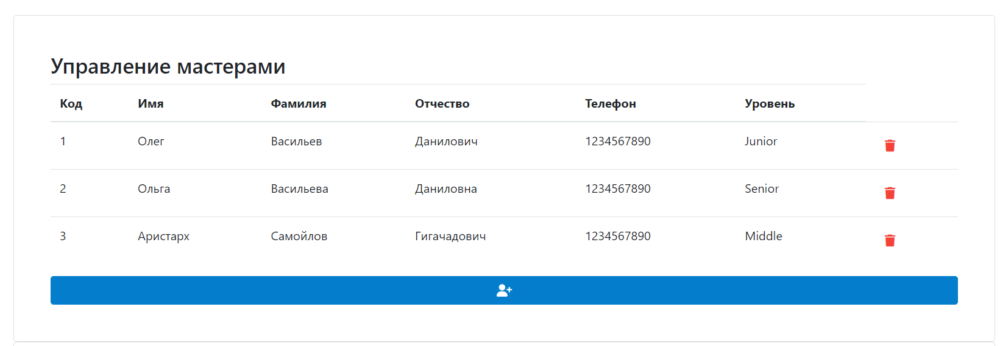 Управление мастерами
Код Имя Фамилия Отчество Телефон Уровень
1 Олег Васильев Данилович 1234567890 Junior
2 Ольга Васильева Даниловна 1234567890 Senior
3 Аристарх Самойлов Гигачадович 1234567890 Middle